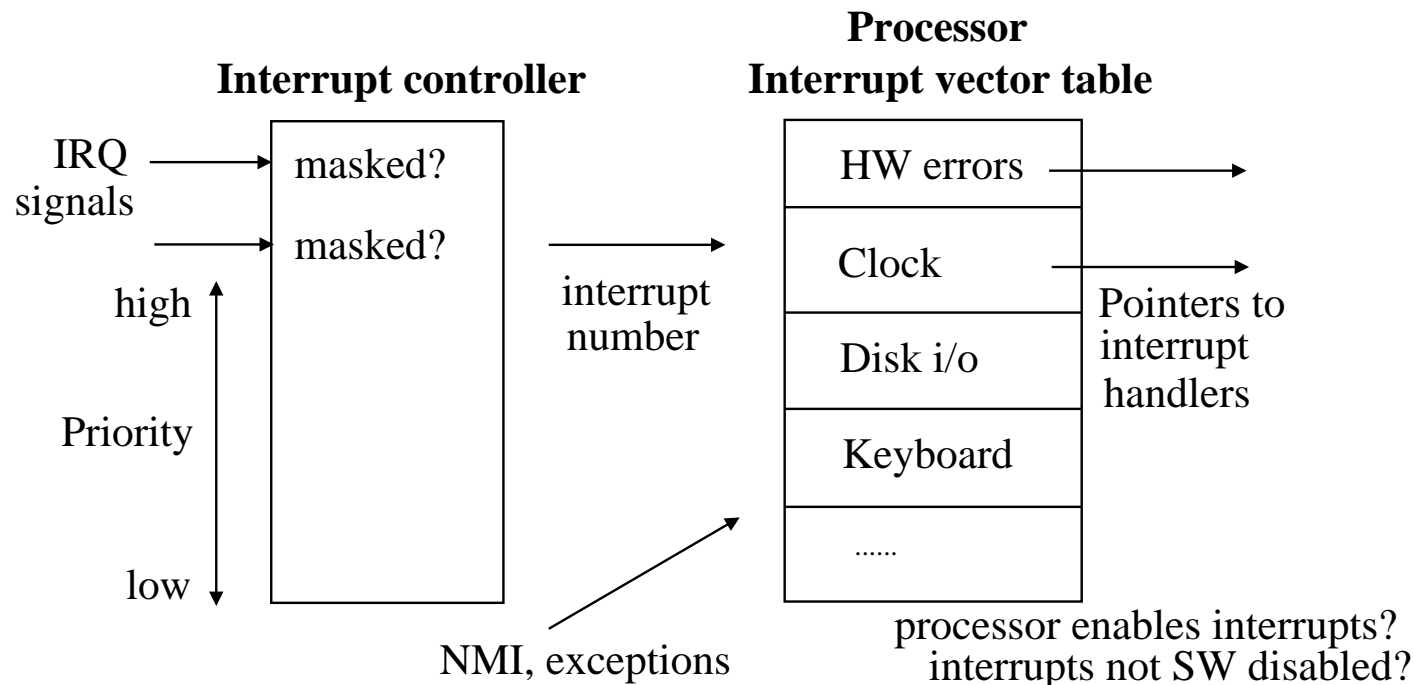 Processor
Interrupt controller
Interrupt vector table
IRQ
signals
masked?
masked?
high
Priority
low
interrupt
number
NMI, exceptions
HW errors
Clock
Disk i/o
Keyboard
......
Pointers to
interrupt
handlers
processor enables interrupts?
interrupts not SW disabled?